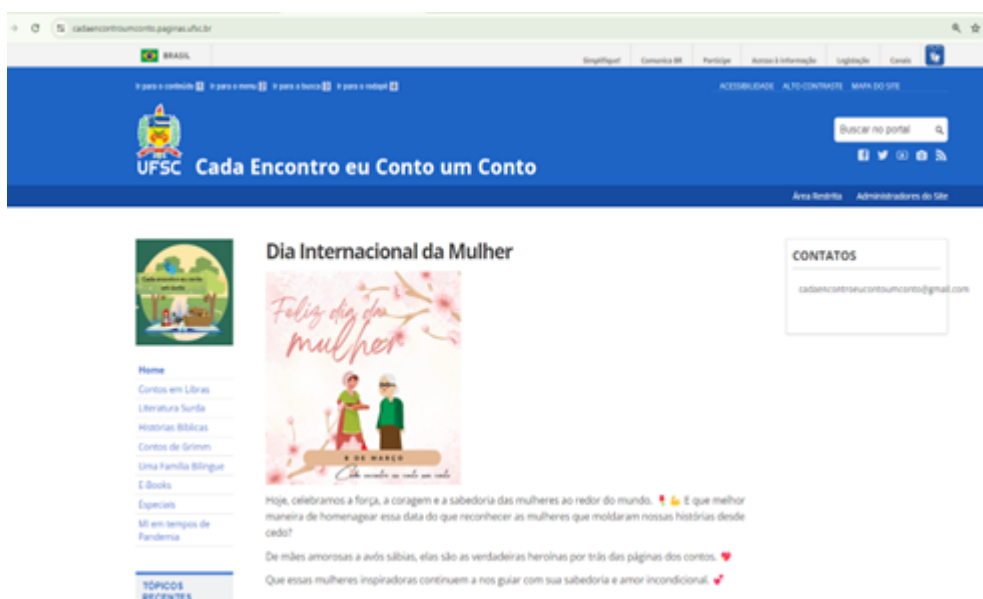 cadaencontroumconto.paginas.ufsc.br
BRASIL
Simplifique! Comunica BR Participe Acesso à informação Legislação Canais
Ir para o conteúdo 1 Ir para o menu 2 Ir para a busca 3 Ir para o rodapé 4
ACESSIBILIDADE ALTO CONTRASTE MAPA DO SITE
Buscar no portal
UFSC Cada Encontro eu Conto um Conto
Área Restrita Administradores do Site
Cada encontro eu conto
um conto
Home
Contos em Libras
Literatura Surda
Histórias Bíblicas
Contos de Grimm
Uma Família Bilíngue
E-Books
Especiais
MI em tempos de
Pandemia
TÓPICOS
RECENTES
Dia Internacional da Mulher
Feliz dia da
mulher
8 DE MARÇO
Cada encontro eu conto um conto
Hoje, celebramos a força, a coragem e a sabedoria das mulheres ao redor do mundo. 🌹 💪 E que melhor
maneira de homenagear essa data do que reconhecer as mulheres que moldaram nossas histórias desde
cedo?
De mães amorosas a avós sábias, elas são as verdadeiras heroínas por trás das páginas dos contos. ❤️
Que essas mulheres inspiradoras continuem a nos guiar com sua sabedoria e amor incondicional. 💕
CONTATOS
cadaencontroeucontoumconto@gmail.com